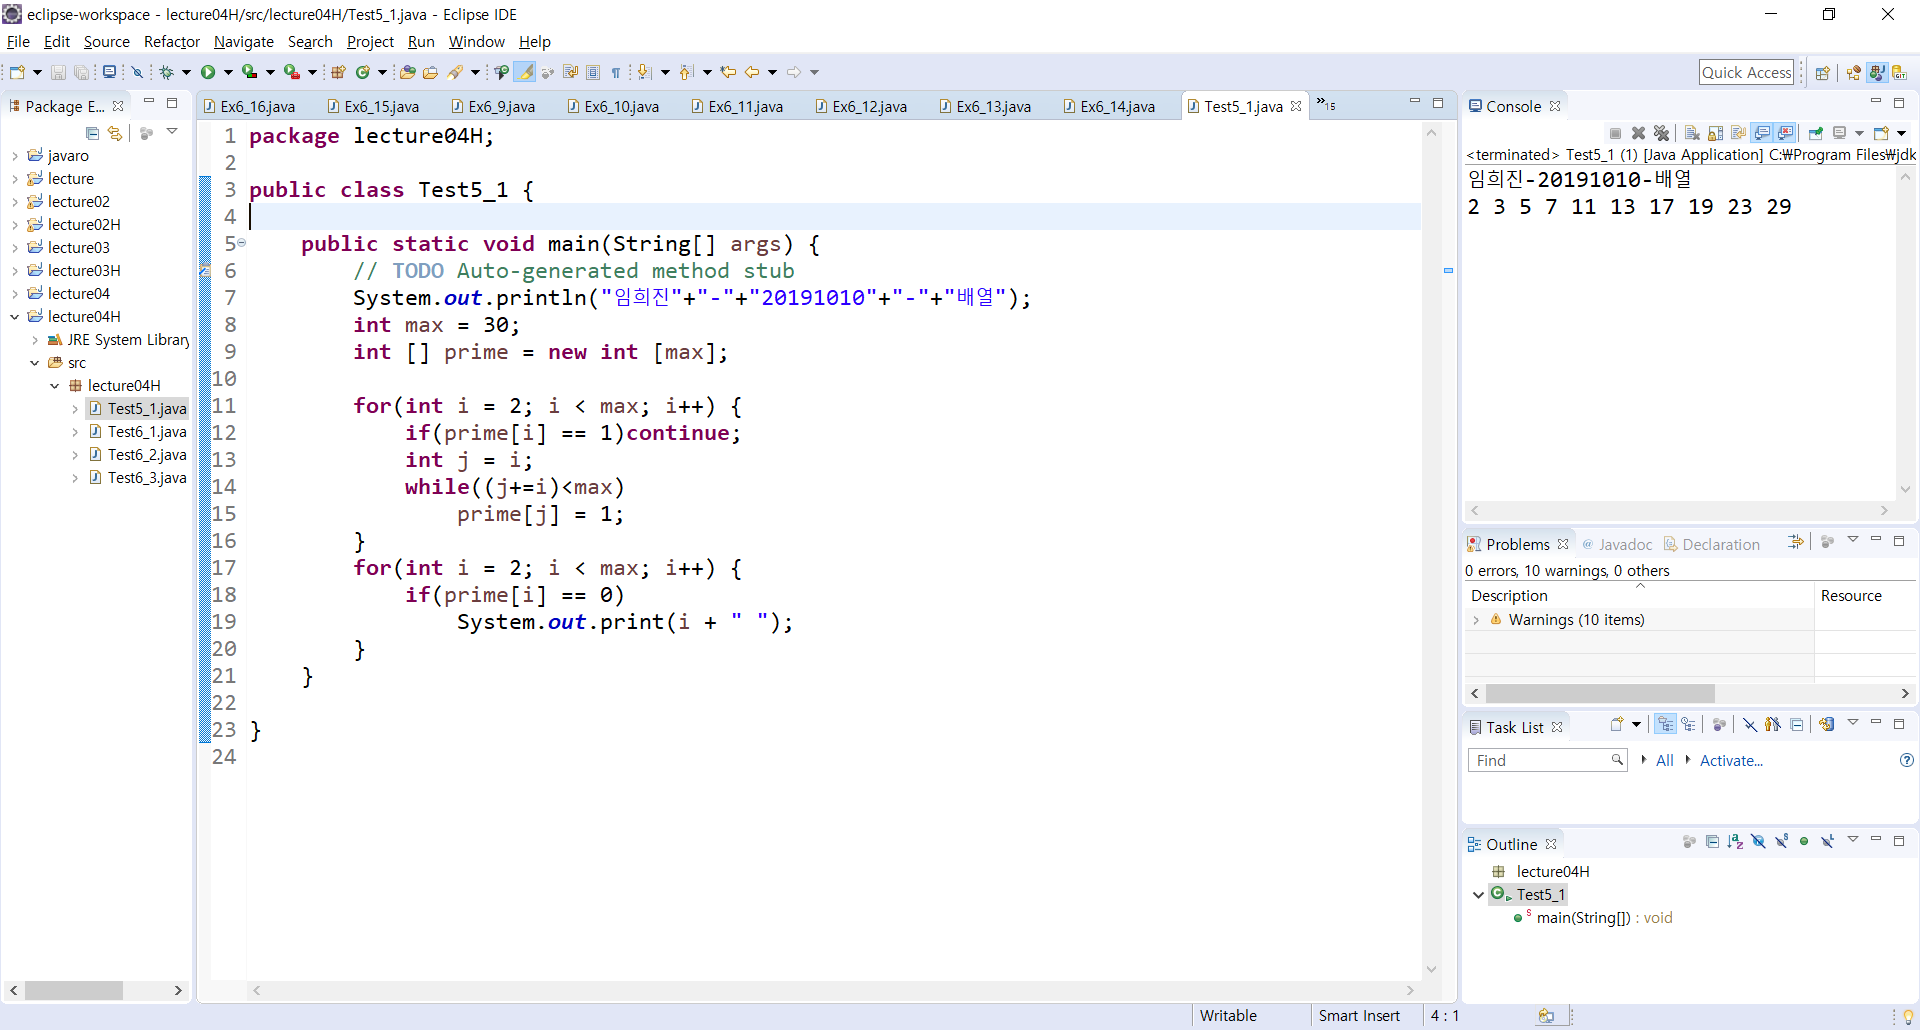 eclipse-workspace - lecture04H/src/lecture04H/Test5_1.java - Eclipse IDE
File Edit Source Refactor Navigate Search Project Run Window Help
Quick Access
Package E...
javaro
lecture
lecture02
lecture02H
lecture03
lecture03H
lecture04
lecture04H
JRE System Library
src
lecture04H
Test5_1.java
Test6_1.java
Test6_2.java
Test6_3.java
Ex6_16.java Ex6_15.java Ex6_9.java Ex6_10.java Ex6_11.java Ex6_12.java Ex6_13.java Ex6_14.java Test5_1.java »15
1 package lecture04H;
2
3 public class Test5_1 {
4
5 public static void main(String[] args) {
6 // TODO Auto-generated method stub
7 System.out.println("임희진"+"-"+"20191010"+"-"+"배열");
8 int max = 30;
9 int [] prime = new int [max];
10
11 for(int i = 2; i < max; i++) {
12 if(prime[i] == 1)continue;
13 int j = i;
14 while((j+=i)<max)
15 prime[j] = 1;
16 }
17 for(int i = 2; i < max; i++) {
18 if(prime[i] == 0)
19 System.out.print(i + " ");
20 }
21 }
22
23 }
24
Console
<terminated> Test5_1 (1) [Java Application] C:₩Program Files₩jdk
임희진-20191010-배열
2 3 5 7 11 13 17 19 23 29
Problems @ Javadoc Declaration
0 errors, 10 warnings, 0 others
Description Resource
Warnings (10 items)
Task List
Find All Activate...
Outline
lecture04H
Test5_1
main(String[]) : void
Writable Smart Insert 4 : 1